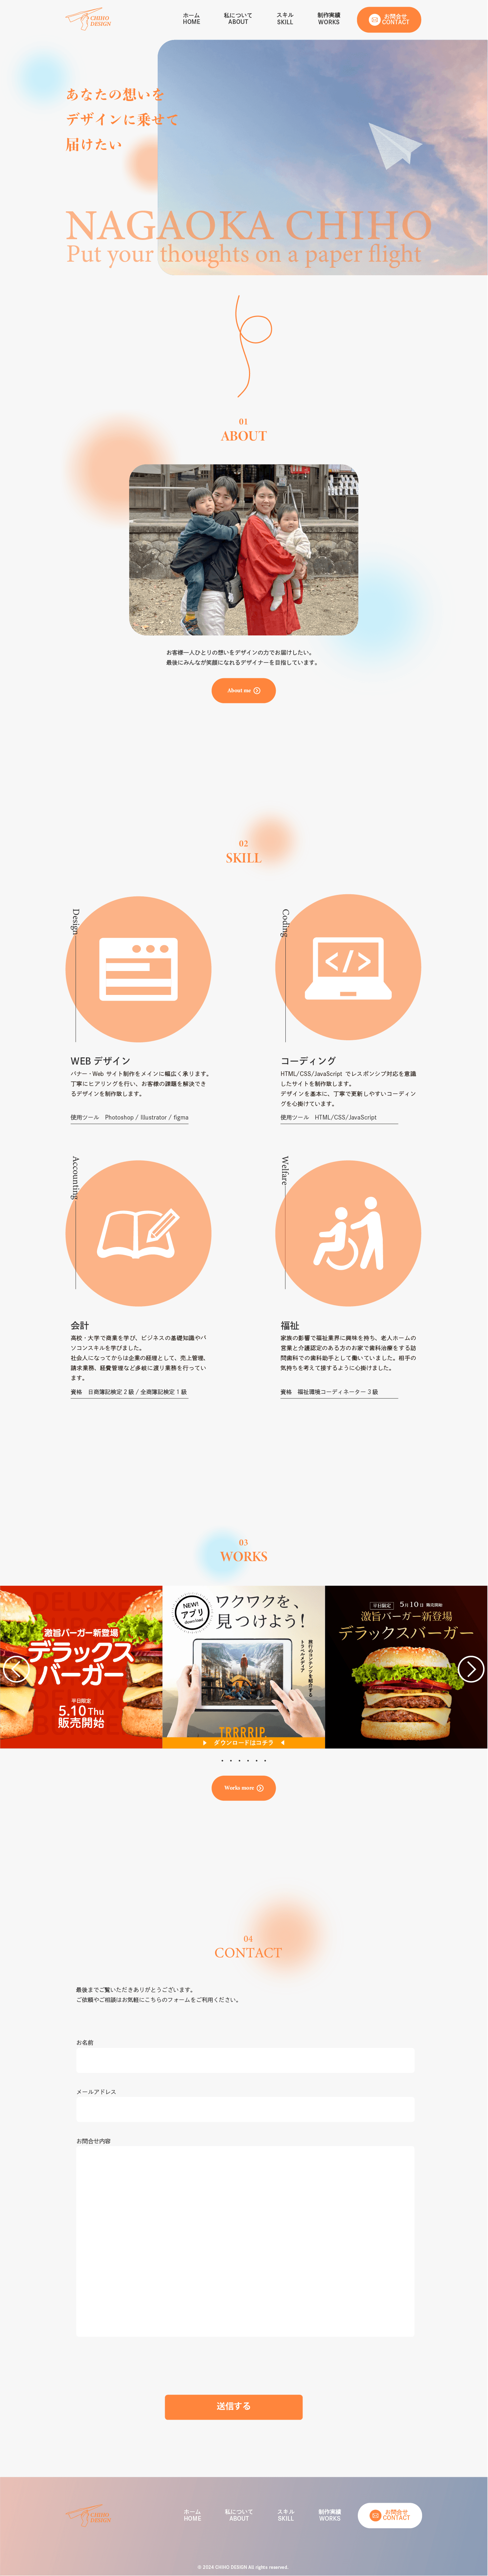 CHIHO
DESIGN
ホーム
HOME
私について
ABOUT
スキル
SKILL
制作実績
WORKS
お問合せ
CONTACT
あなたの想いを
デザインに乗せて
届けたい
NAGAOKA CHIHO
Put your thoughts on a paper flight
01
ABOUT
お客様一人ひとりの想いをデザインの力でお届けしたい。
最後にみんなが笑顔になれるデザイナーを目指しています。
About me
02
SKILL
Design
WEB デザイン
バナー・Web サイト制作をメインに幅広く承ります。
丁寧にヒアリングを行い、お客様の課題を解決でき
るデザインを制作致します。
使用ツール Photoshop / Illustrator / figma
Coding
コーディング
HTML/CSS/JavaScript でレスポンシブ対応を意識
したサイトを制作致します。
デザインを基本に、丁寧で更新しやすいコーディン
グを心掛けています。
使用ツール HTML/CSS/JavaScript
Accounting
会計
高校・大学で商業を学び、ビジネスの基礎知識やパ
ソコンスキルを学びました。
社会人になってからは企業の経理として、売上管理、
請求業務、経費管理など多岐に渡り業務を行ってい
ます。
資格 日商簿記検定 2 級 / 全商簿記検定 1 級
Welfare
福祉
家族の影響で福祉業界に興味を持ち、老人ホームの
営業と介護認定のある方のお家で歯科治療をする訪
問歯科での歯科助手として働いていました。相手の
気持ちを考えて接するように心掛けました。
資格 福祉環境コーディネーター 3 級
03
WORKS
激旨バーガー新登場
デラックス
バーガー
平日限定
5.10 Thu
販売開始
NEW!
アプリ
download
ワクワクを、
見つけよう!
旅行のコンテンツを紹介する
トラベルメディア
TRRRRIP
ダウンロードはコチラ
平日限定 5月10日 販売開始
激旨バーガー新登場
デラックスバーガー
Works more
04
CONTACT
最後までご覧いただきありがとうございます。
ご依頼やご相談はお気軽にこちらのフォームをご利用ください。
お名前
メールアドレス
お問合せ内容
送信する
CHIHO
DESIGN
ホーム
HOME
私について
ABOUT
スキル
SKILL
制作実績
WORKS
お問合せ
CONTACT
© 2024 CHIHO DESIGN All rights reserved.